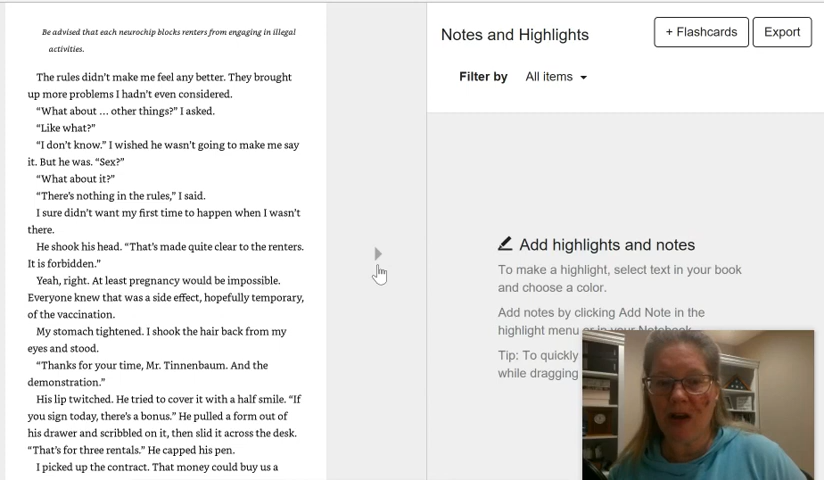 Be advised that each neurochip blocks renters from engaging in illegal
activities.
The rules didn’t make me feel any better. They brought
up more problems I hadn’t even considered.
“What about … other things?” I asked.
“Like what?”
“I don’t know.” I wished he wasn’t going to make me say
it. But he was. “Sex?”
“What about it?”
“There’s nothing in the rules,” I said.
I sure didn’t want my first time to happen when I wasn’t
there.
He shook his head. “That’s made quite clear to the renters.
It is forbidden.”
Yeah, right. At least pregnancy would be impossible.
Everyone knew that was a side effect, hopefully temporary,
of the vaccination.
My stomach tightened. I shook the hair back from my
eyes and stood.
“Thanks for your time, Mr. Tinnenbaum. And the
demonstration.”
His lip twitched. He tried to cover it with a half smile. “If
you sign today, there’s a bonus.” He pulled a form out of
his drawer and scribbled on it, then slid it across the desk.
“That’s for three rentals.” He capped his pen.
I picked up the contract. That money could buy us a
Notes and Highlights
+ Flashcards
Export
Filter by All items
Add highlights and notes
To make a highlight, select text in your book
and choose a color.
Add notes by clicking Add Note in the
highlight menu or in your Notebook.
Tip: To quickly
while dragging